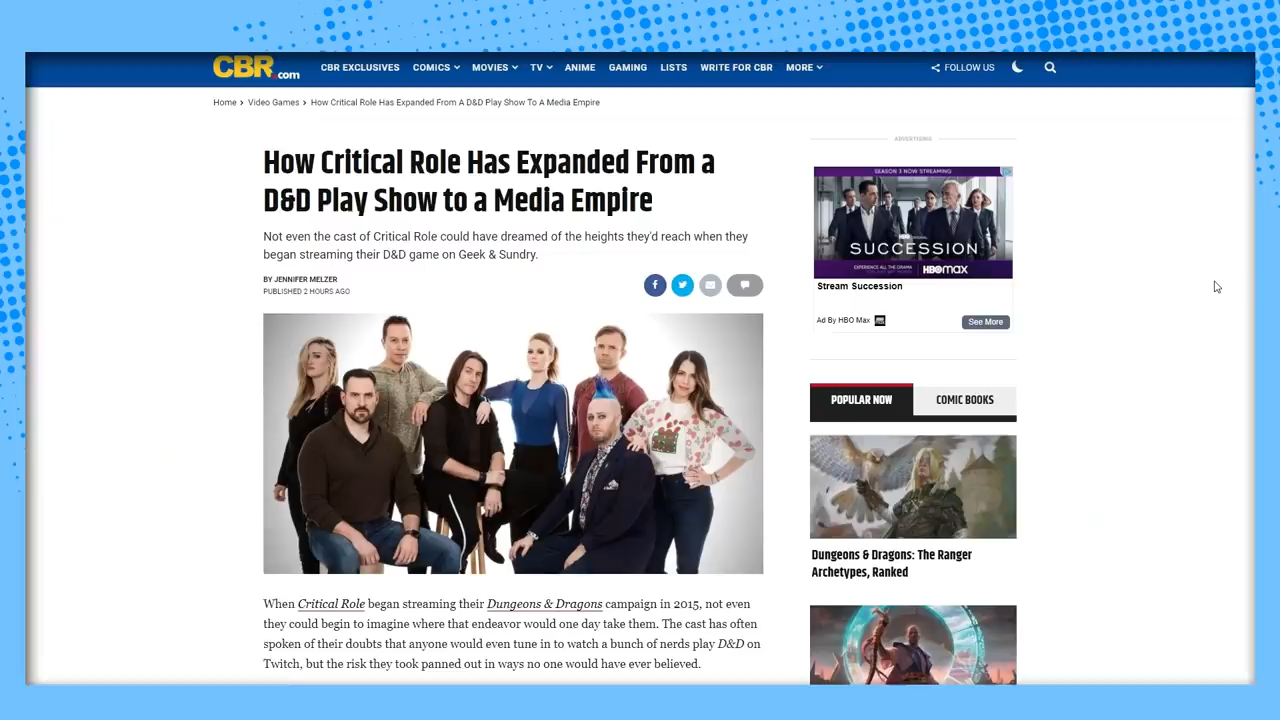 CBR.com
CBR EXCLUSIVES COMICS MOVIES TV ANIME GAMING LISTS WRITE FOR CBR MORE FOLLOW US
Home > Video Games > How Critical Role Has Expanded From A D&D Play Show To A Media Empire
How Critical Role Has Expanded From a
D&D Play Show to a Media Empire
Not even the cast of Critical Role could have dreamed of the heights they'd reach when they
began streaming their D&D game on Geek & Sundry.
BY JENNIFER MELZER
PUBLISHED 2 HOURS AGO
When Critical Role began streaming their Dungeons & Dragons campaign in 2015, not even
they could begin to imagine where that endeavor would one day take them. The cast has often
spoken of their doubts that anyone would even tune in to watch a bunch of nerds play D&D on
Twitch, but the risk they took panned out in ways no one would have ever believed.
ADVERTISING
SEASON 3 NOW STREAMING
HBO ORIGINAL
SUCCESSION
EXPERIENCE ALL THE DRAMA
HBOMAX
Stream Succession
Ad By HBO Max
See More
POPULAR NOW
COMIC BOOKS
Dungeons & Dragons: The Ranger
Archetypes, Ranked